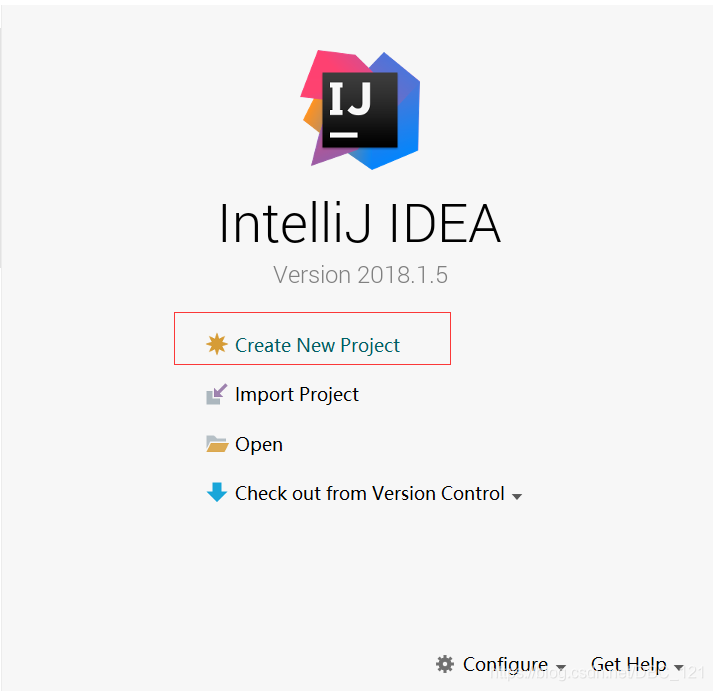 IJ
IntelliJ IDEA
Version 2018.1.5
Create New Project
Import Project
Open
Check out from Version Control
Configure
Get Help
https://blog.csdn.net/DDC_121